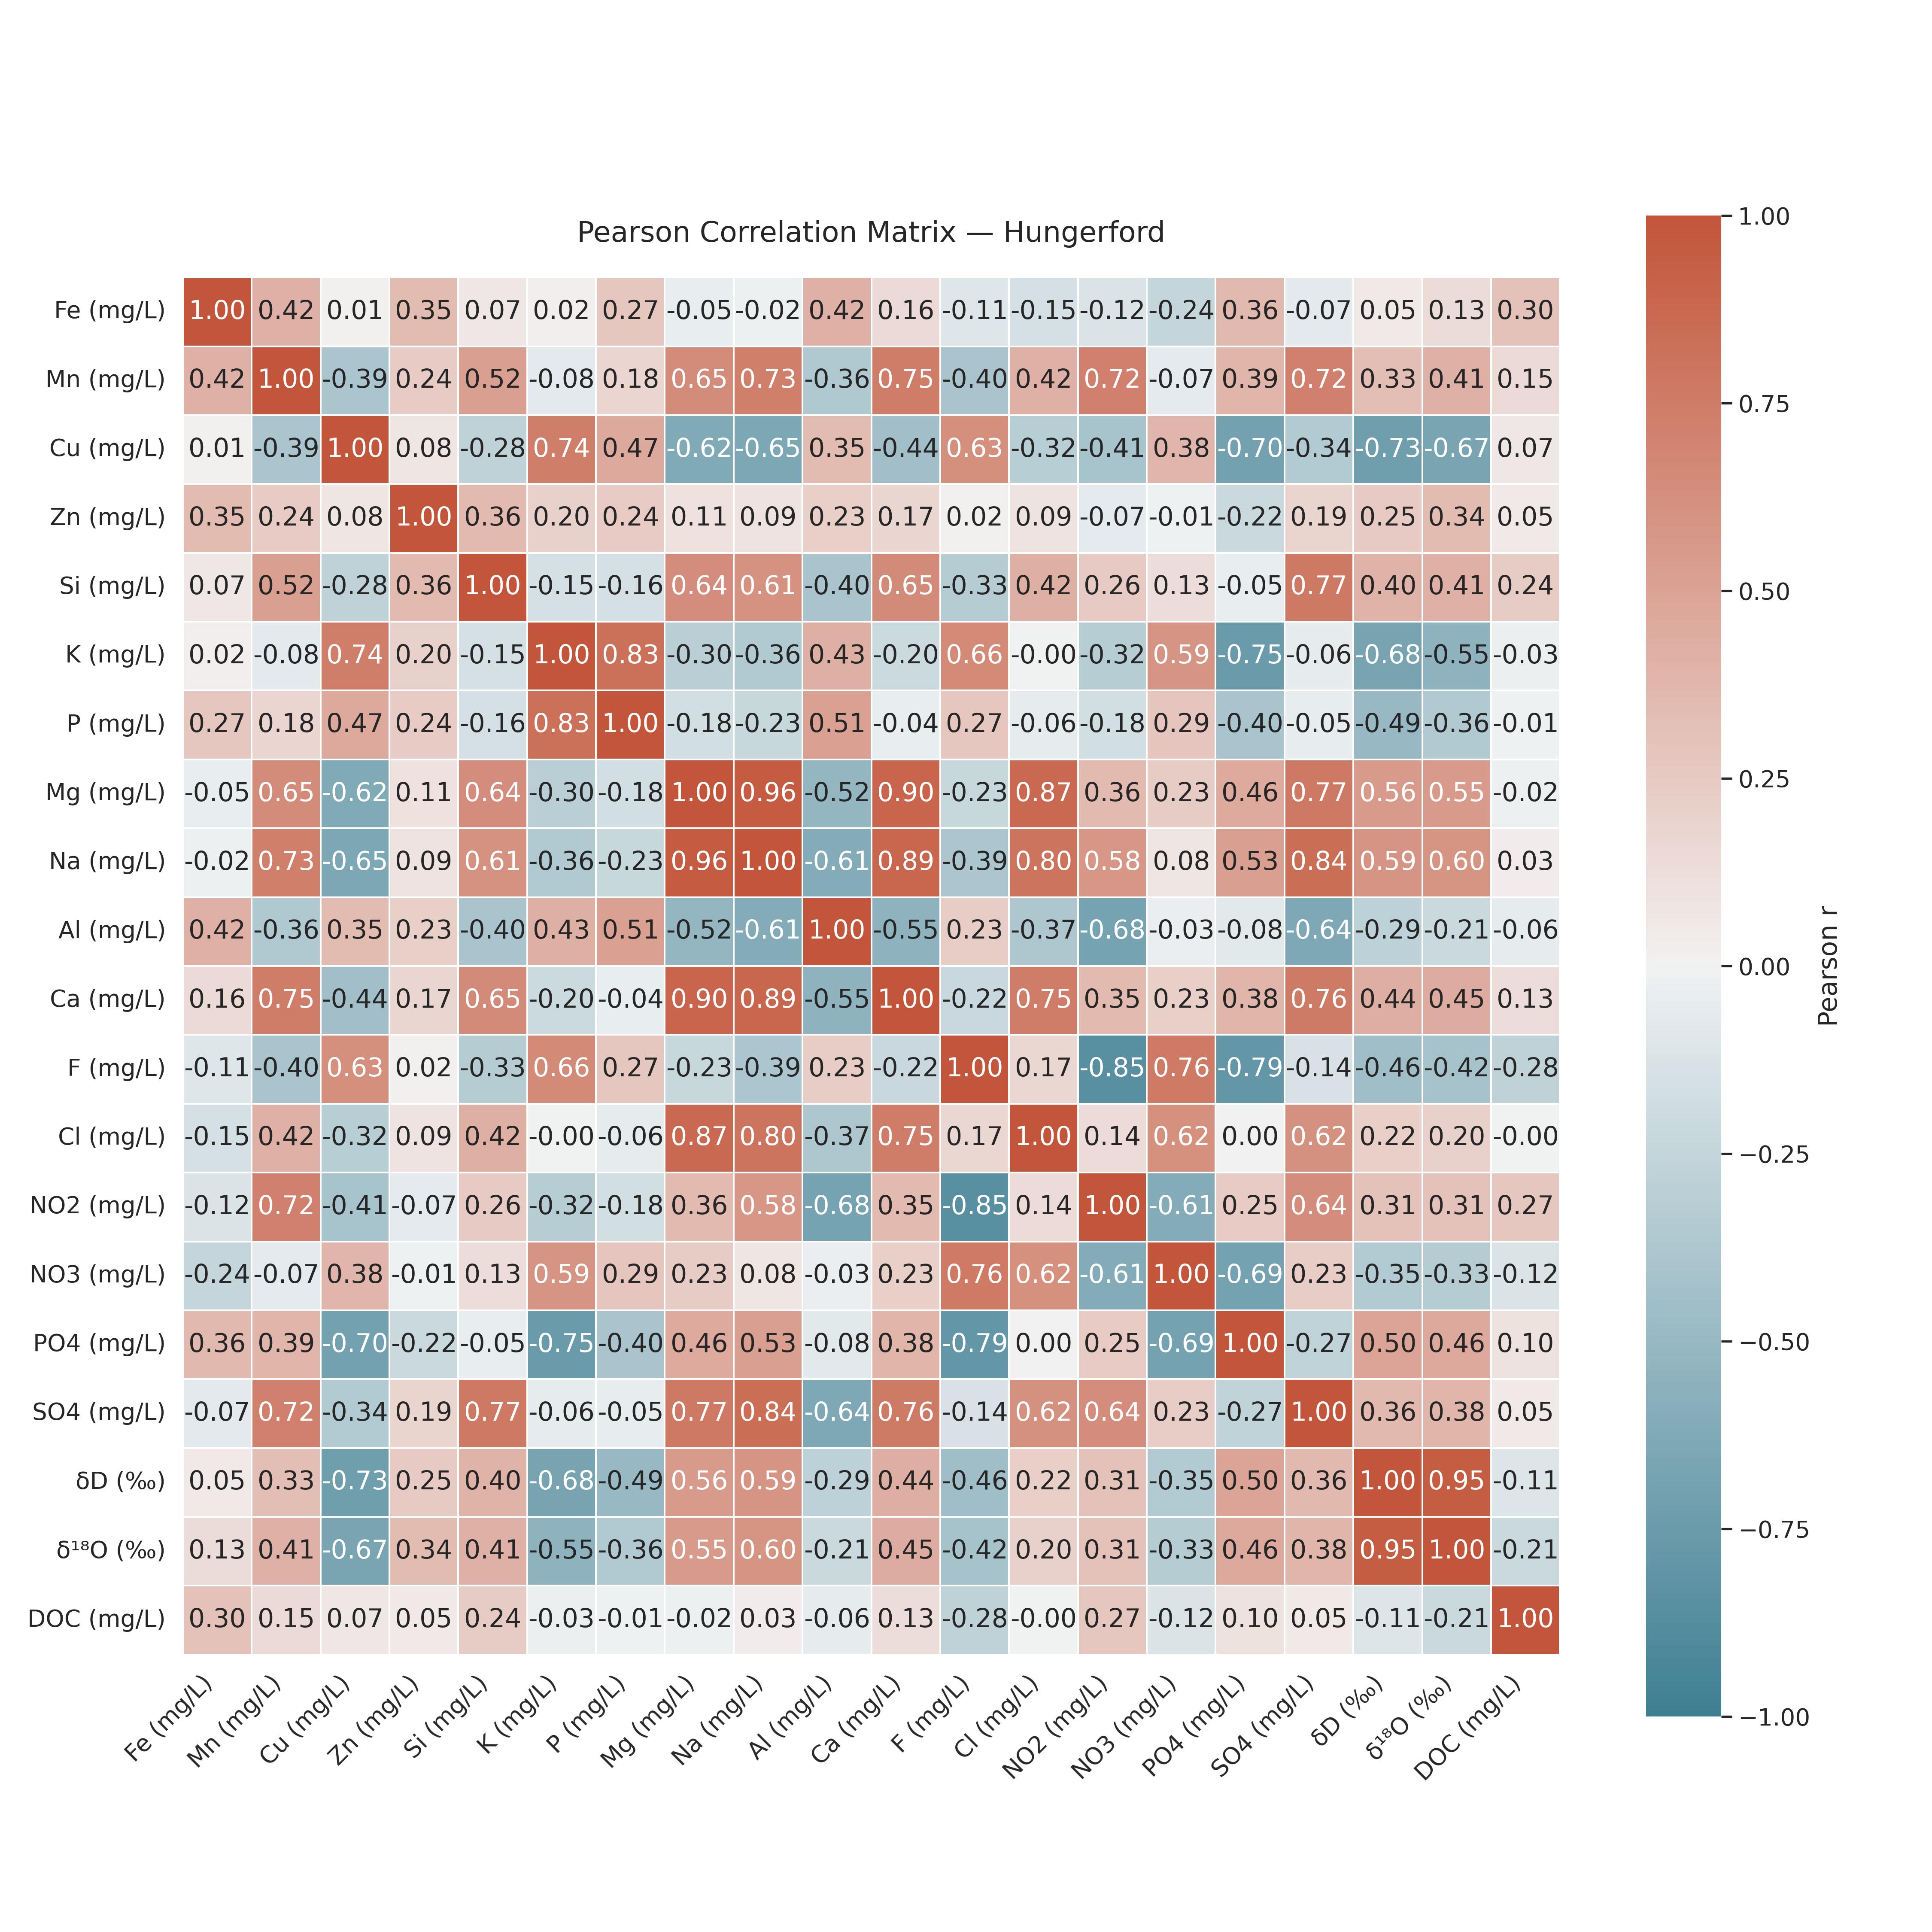 Pearson Correlation Matrix — Hungerford
Fe (mg/L) 1.00 0.42 0.01 0.35 0.07 0.02 0.27 -0.05 -0.02 0.42 0.16 -0.11 -0.15 -0.12 -0.24 0.36 -0.07 0.05 0.13 0.30
Mn (mg/L) 0.42 1.00 -0.39 0.24 0.52 -0.08 0.18 0.65 0.73 -0.36 0.75 -0.40 0.42 0.72 -0.07 0.39 0.72 0.33 0.41 0.15
Cu (mg/L) 0.01 -0.39 1.00 0.08 -0.28 0.74 0.47 -0.62 -0.65 0.35 -0.44 0.63 -0.32 -0.41 0.38 -0.70 -0.34 -0.73 -0.67 0.07
Zn (mg/L) 0.35 0.24 0.08 1.00 0.36 0.20 0.24 0.11 0.09 0.23 0.17 0.02 0.09 -0.07 -0.01 -0.22 0.19 0.25 0.34 0.05
Si (mg/L) 0.07 0.52 -0.28 0.36 1.00 -0.15 -0.16 0.64 0.61 -0.40 0.65 -0.33 0.42 0.26 0.13 -0.05 0.77 0.40 0.41 0.24
K (mg/L) 0.02 -0.08 0.74 0.20 -0.15 1.00 0.83 -0.30 -0.36 0.43 -0.20 0.66 -0.00 -0.32 0.59 -0.75 -0.06 -0.68 -0.55 -0.03
P (mg/L) 0.27 0.18 0.47 0.24 -0.16 0.83 1.00 -0.18 -0.23 0.51 -0.04 0.27 -0.06 -0.18 0.29 -0.40 -0.05 -0.49 -0.36 -0.01
Mg (mg/L) -0.05 0.65 -0.62 0.11 0.64 -0.30 -0.18 1.00 0.96 -0.52 0.90 -0.23 0.87 0.36 0.23 0.46 0.77 0.56 0.55 -0.02
Na (mg/L) -0.02 0.73 -0.65 0.09 0.61 -0.36 -0.23 0.96 1.00 -0.61 0.89 -0.39 0.80 0.58 0.08 0.53 0.84 0.59 0.60 0.03
Al (mg/L) 0.42 -0.36 0.35 0.23 -0.40 0.43 0.51 -0.52 -0.61 1.00 -0.55 0.23 -0.37 -0.68 -0.03 -0.08 -0.64 -0.29 -0.21 -0.06
Ca (mg/L) 0.16 0.75 -0.44 0.17 0.65 -0.20 -0.04 0.90 0.89 -0.55 1.00 -0.22 0.75 0.35 0.23 0.38 0.76 0.44 0.45 0.13
F (mg/L) -0.11 -0.40 0.63 0.02 -0.33 0.66 0.27 -0.23 -0.39 0.23 -0.22 1.00 0.17 -0.85 0.76 -0.79 -0.14 -0.46 -0.42 -0.28
Cl (mg/L) -0.15 0.42 -0.32 0.09 0.42 -0.00 -0.06 0.87 0.80 -0.37 0.75 0.17 1.00 0.14 0.62 0.00 0.62 0.22 0.20 -0.00
NO2 (mg/L) -0.12 0.72 -0.41 -0.07 0.26 -0.32 -0.18 0.36 0.58 -0.68 0.35 -0.85 0.14 1.00 -0.61 0.25 0.64 0.31 0.31 0.27
NO3 (mg/L) -0.24 -0.07 0.38 -0.01 0.13 0.59 0.29 0.23 0.08 -0.03 0.23 0.76 0.62 -0.61 1.00 -0.69 0.23 -0.35 -0.33 -0.12
PO4 (mg/L) 0.36 0.39 -0.70 -0.22 -0.05 -0.75 -0.40 0.46 0.53 -0.08 0.38 -0.79 0.00 0.25 -0.69 1.00 -0.27 0.50 0.46 0.10
SO4 (mg/L) -0.07 0.72 -0.34 0.19 0.77 -0.06 -0.05 0.77 0.84 -0.64 0.76 -0.14 0.62 0.64 0.23 -0.27 1.00 0.36 0.38 0.05
δD (‰) 0.05 0.33 -0.73 0.25 0.40 -0.68 -0.49 0.56 0.59 -0.29 0.44 -0.46 0.22 0.31 -0.35 0.50 0.36 1.00 0.95 -0.11
δ¹⁸O (‰) 0.13 0.41 -0.67 0.34 0.41 -0.55 -0.36 0.55 0.60 -0.21 0.45 -0.42 0.20 0.31 -0.33 0.46 0.38 0.95 1.00 -0.21
DOC (mg/L) 0.30 0.15 0.07 0.05 0.24 -0.03 -0.01 -0.02 0.03 -0.06 0.13 -0.28 -0.00 0.27 -0.12 0.10 0.05 -0.11 -0.21 1.00
Fe (mg/L) Mn (mg/L) Cu (mg/L) Zn (mg/L) Si (mg/L) K (mg/L) P (mg/L) Mg (mg/L) Na (mg/L) Al (mg/L) Ca (mg/L) F (mg/L) Cl (mg/L) NO2 (mg/L) NO3 (mg/L) PO4 (mg/L) SO4 (mg/L) δD (‰) δ¹⁸O (‰) DOC (mg/L)
1.00
0.75
0.50
0.25
0.00
−0.25
−0.50
−0.75
−1.00
Pearson r